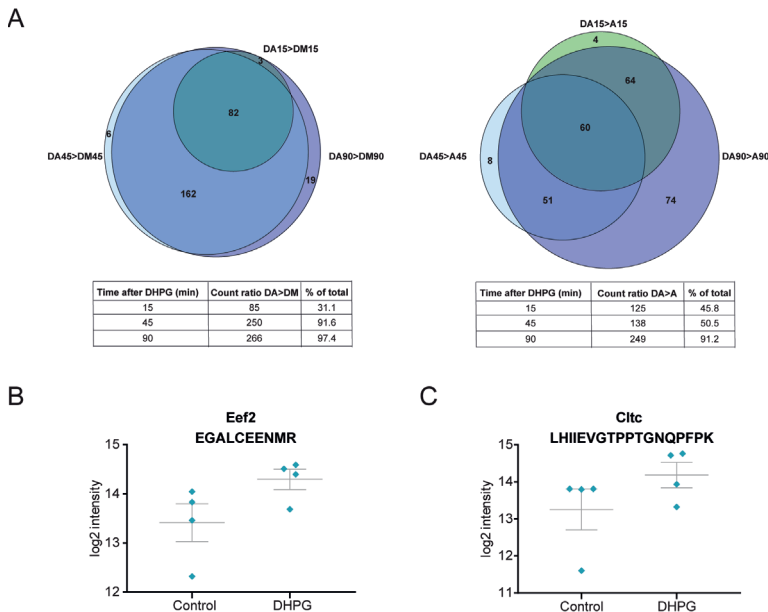 A
DA15>DM15
3
82
6
DA45>DM45
DA90>DM90
19
162
Time after DHPG (min) Count ratio DA>DM % of total
15 85 31.1
45 250 91.6
90 266 97.4
DA15>A15
4
64
60
DA45>A45
8
DA90>A90
51
74
Time after DHPG (min) Count ratio DA>A % of total
15 125 45.8
45 138 50.5
90 249 91.2
B
Eef2
EGALCEENMR
log2 intensity
15
14
13
12
Control DHPG
C
Cltc
LHIIEVGTPPTGNQPFPK
log2 intensity
15
14
13
12
11
Control DHPG